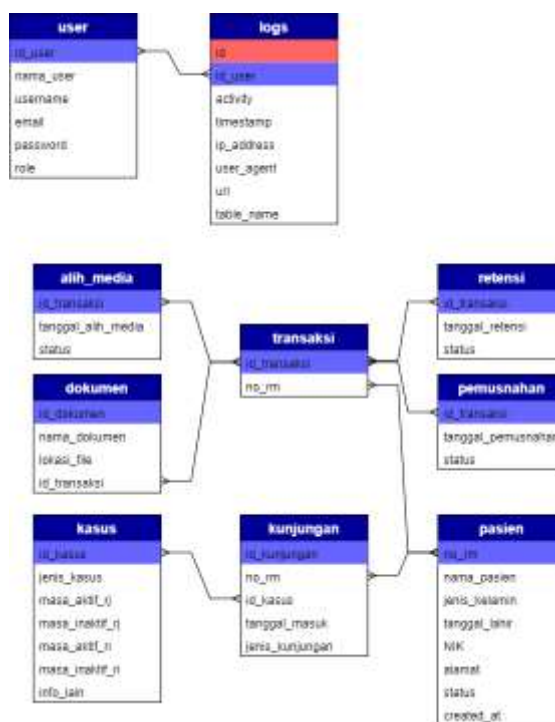 user
id_user
nama_user
username
email
password
role
logs
id
id_user
activity
timestamp
ip_address
user_agent
url
table_name
alih_media
id_transaksi
tanggal_alih_media
status
dokumen
id_dokumen
nama_dokumen
lokasi_file
id_transaksi
transaksi
id_transaksi
no_rm
retensi
id_transaksi
tanggal_retensi
status
pemusnahan
id_transaksi
tanggal_pemusnahan
status
kasus
id_kasus
jenis_kasus
masa_aktif_rj
masa_inaktif_rj
masa_aktif_ri
masa_inaktif_ri
info_lain
kunjungan
id_kunjungan
no_rm
id_kasus
tanggal_masuk
jenis_kunjungan
pasien
no_rm
nama_pasien
jenis_kelamin
tanggal_lahir
NIK
alamat
status
created_at